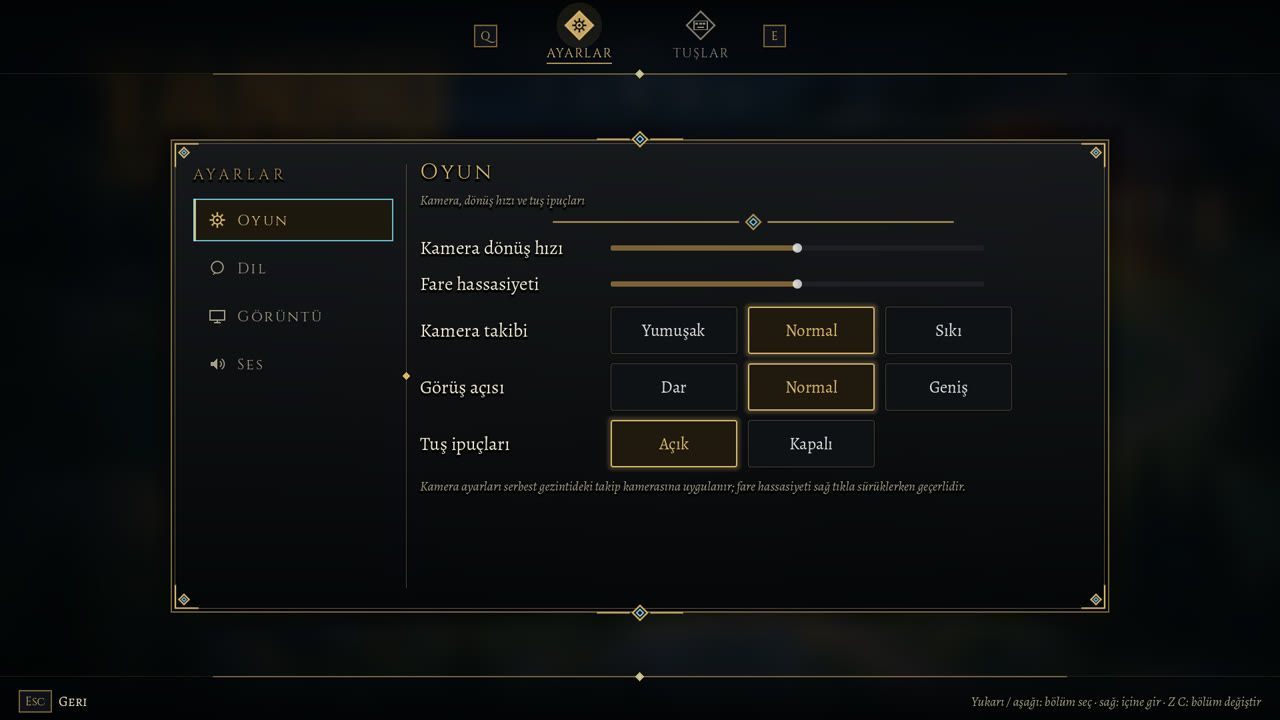 Q
AYARLAR
TUŞLAR
E
AYARLAR
Oyun
Dil
Görüntü
Ses
Oyun
Kamera, dönüş hızı ve tuş ipuçları
Kamera dönüş hızı
Fare hassasiyeti
Kamera takibi Yumuşak Normal Sıkı
Görüş açısı Dar Normal Geniş
Tuş ipuçları Açık Kapalı
Kamera ayarları serbest gezintideki takip kamerasına uygulanır; fare hassasiyeti sağ tıkla sürüklerken geçerlidir.
Esc Geri
Yukarı / aşağı: bölüm seç · sağ: içine gir · Z C: bölüm değiştir